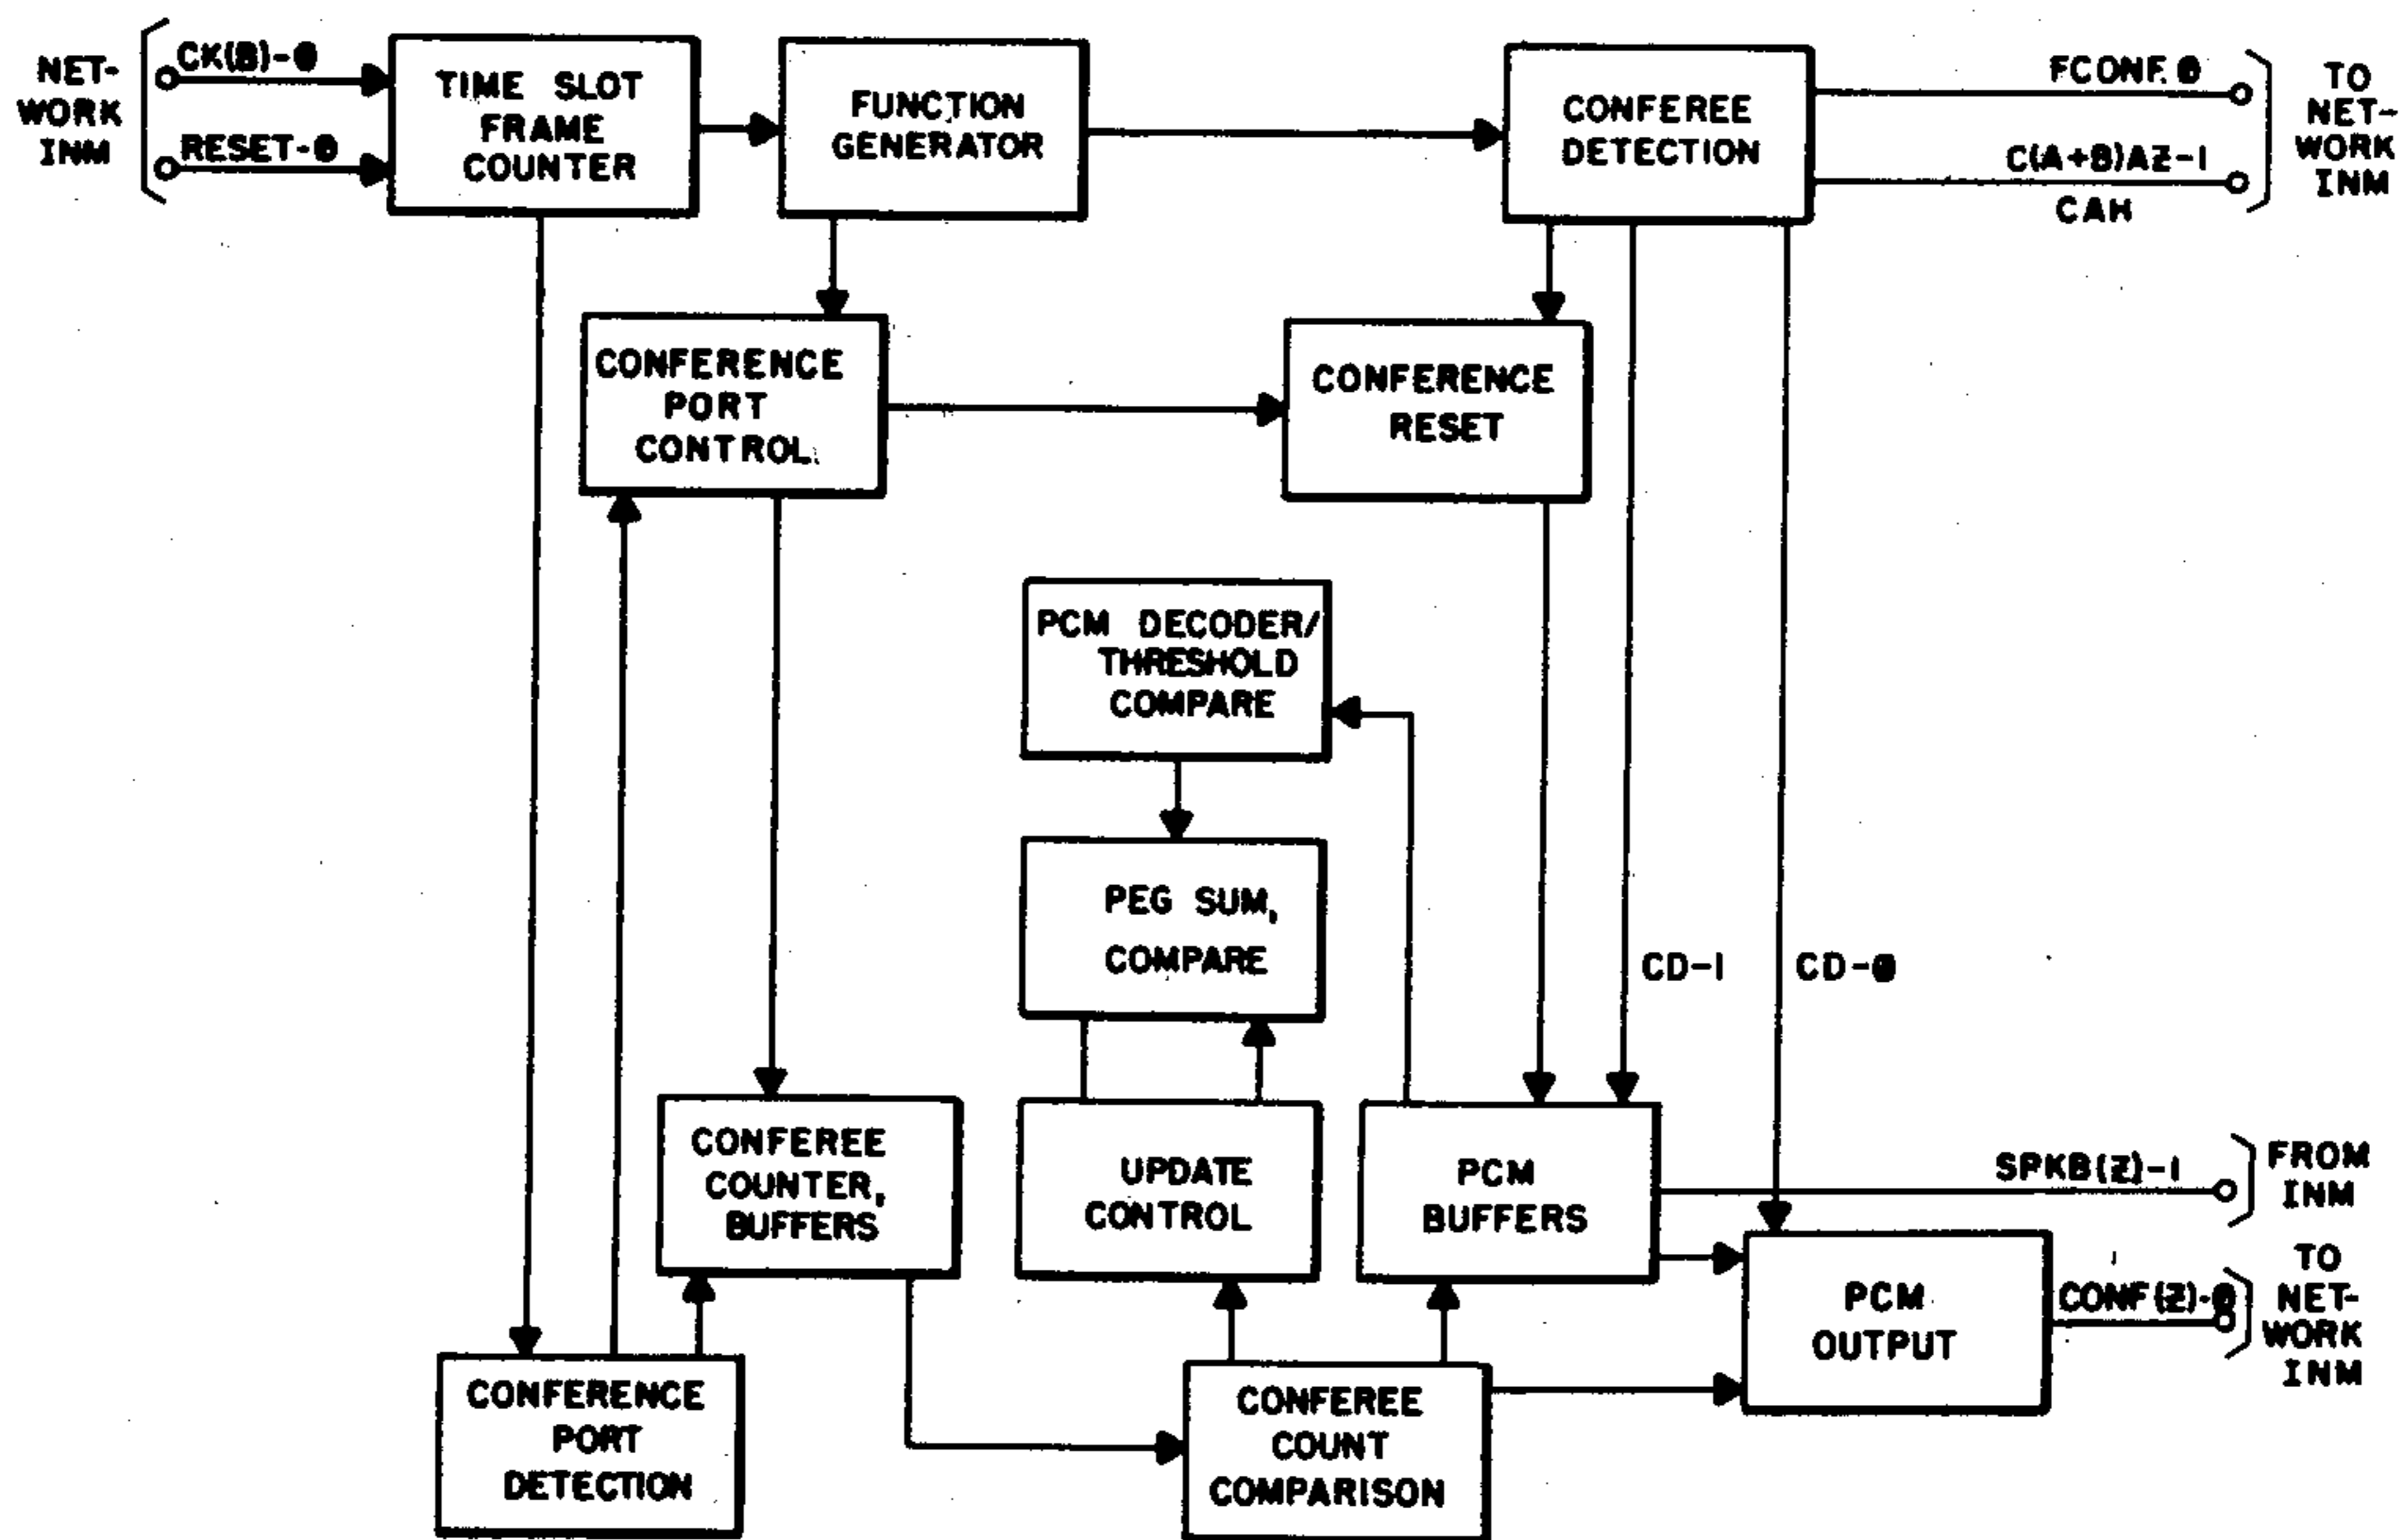 NET-
WORK
INM
CK(B)-0
RESET-0
TIME SLOT
FRAME
COUNTER
FUNCTION
GENERATOR
CONFEREE
DETECTION
FCONF.0
C(A+B)AZ-1
CAH
TO
NET-
WORK
INM
CONFERENCE
PORT
CONTROL
CONFERENCE
RESET
PCM DECODER/
THRESHOLD
COMPARE
PEG SUM,
COMPARE
CD-1
CD-0
CONFEREE
COUNTER,
BUFFERS
UPDATE
CONTROL
PCM
BUFFERS
SPKB(Z)-1
FROM
INM
PCM
OUTPUT
CONF(Z)-0
TO
NET-
WORK
INM
CONFERENCE
PORT
DETECTION
CONFEREE
COUNT
COMPARISON